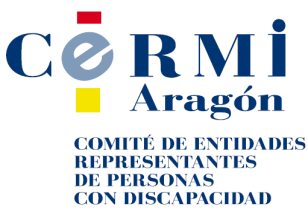 CeRMI
Aragón
COMITÉ DE ENTIDADES
REPRESENTANTES
DE PERSONAS
CON DISCAPACIDAD